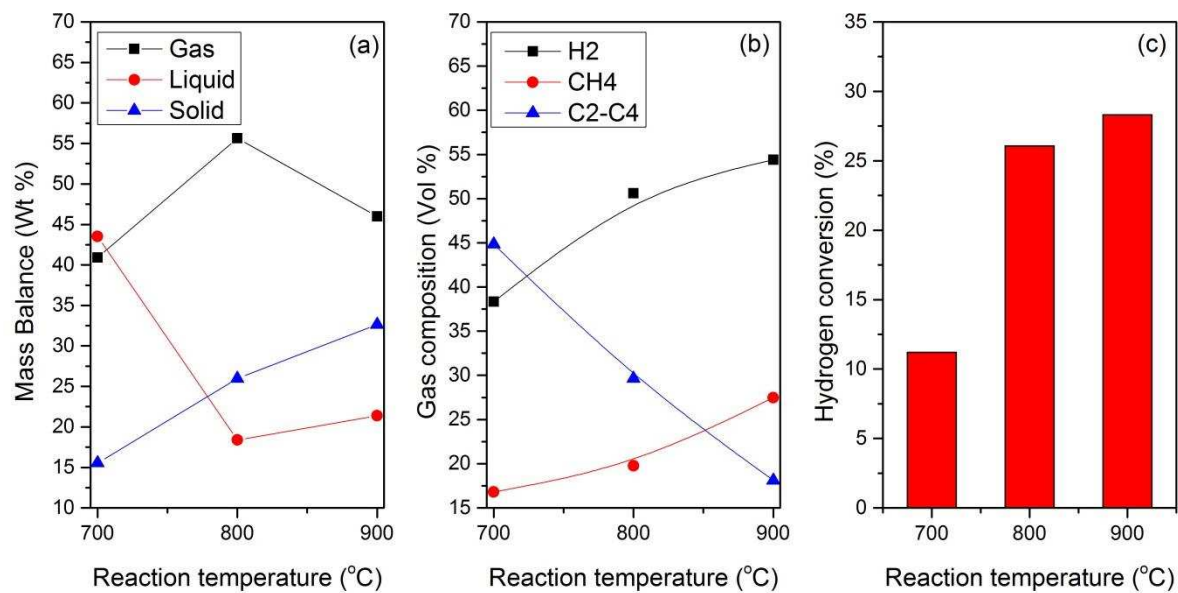 (a)
Gas
Liquid
Solid
70
65
60
55
50
45
40
35
30
25
20
15
10
Mass Balance (Wt %)
700 800 900
Reaction temperature (°C)
(b)
H2
CH4
C2-C4
70
65
60
55
50
45
40
35
30
25
20
15
Gas composition (Vol %)
700 800 900
Reaction temperature (°C)
(c)
35
30
25
20
15
10
5
0
Hydrogen conversion (%)
700 800 900
Reaction temperature (°C)